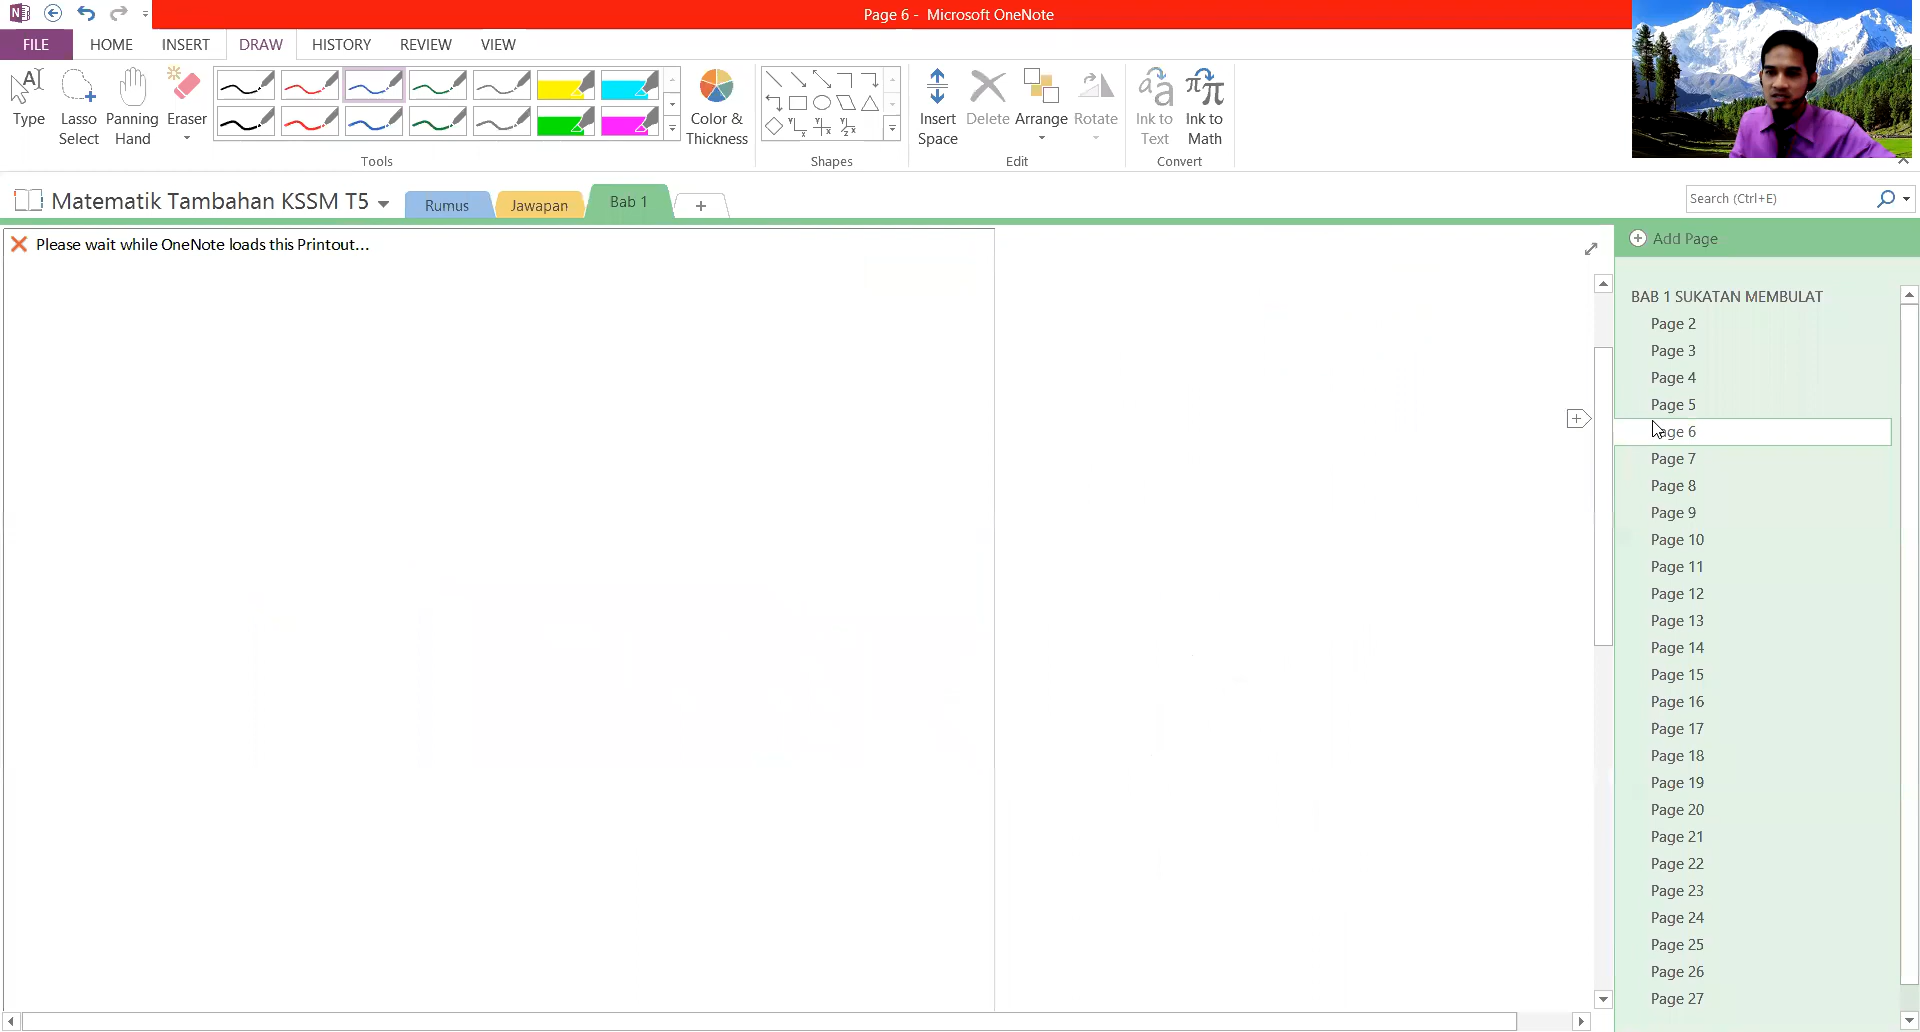 Page 6 - Microsoft OneNote
FILE HOME INSERT DRAW HISTORY REVIEW VIEW
Type
Lasso Select
Panning Hand
Eraser
Color & Thickness
Insert Space
Delete
Arrange
Rotate
Ink to Text
Ink to Math
Tools
Shapes
Edit
Convert
Matematik Tambahan KSSM T5
Rumus
Jawapan
Bab 1
Search (Ctrl+E)
Please wait while OneNote loads this Printout...
Add Page
BAB 1 SUKATAN MEMBULAT
Page 2
Page 3
Page 4
Page 5
ge 6
Page 7
Page 8
Page 9
Page 10
Page 11
Page 12
Page 13
Page 14
Page 15
Page 16
Page 17
Page 18
Page 19
Page 20
Page 21
Page 22
Page 23
Page 24
Page 25
Page 26
Page 27